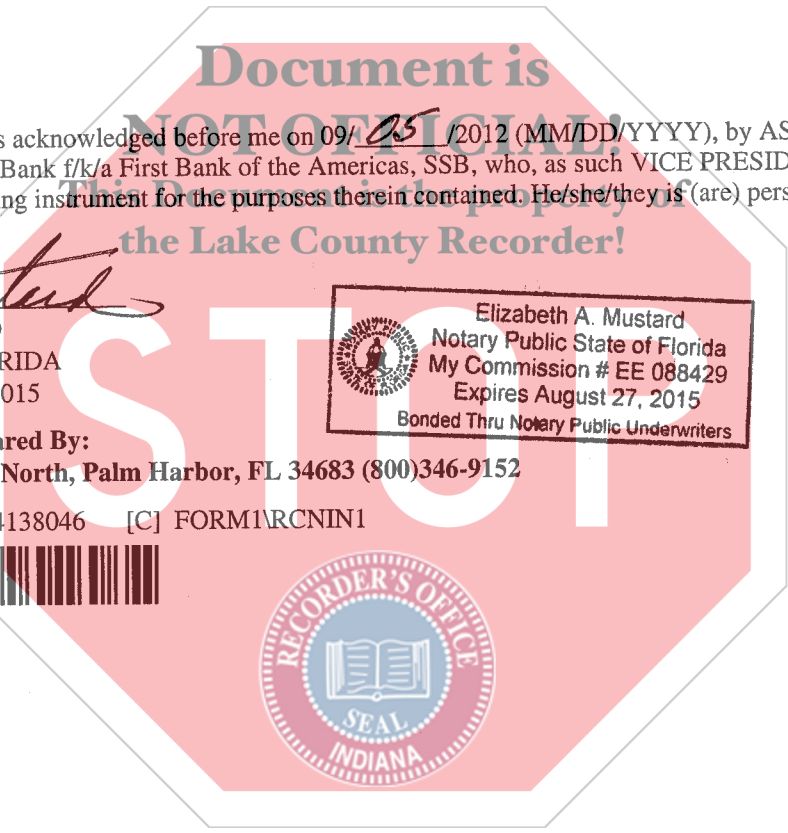 Document is
NOT OFFICIAL!
s acknowledged before me on 09/ 05 /2012 (MM/DD/YYYY), by AS
Bank f/k/a First Bank of the Americas, SSB, who, as such VICE PRESID
This Document is the property of
ng instrument for the purposes therein contained. He/she/they is (are) pers
the Lake County Recorder!
STOP
Elizabeth A. Mustard
Notary Public State of Florida
My Commission # EE 088429
Expires August 27, 2015
Bonded Thru Notary Public Underwriters
RIDA
015
ared By:
North, Palm Harbor, FL 34683 (800)346-9152
4138046 [C] FORM1\RCNIN1
RECORDER'S OFFICE
SEAL
INDIANA